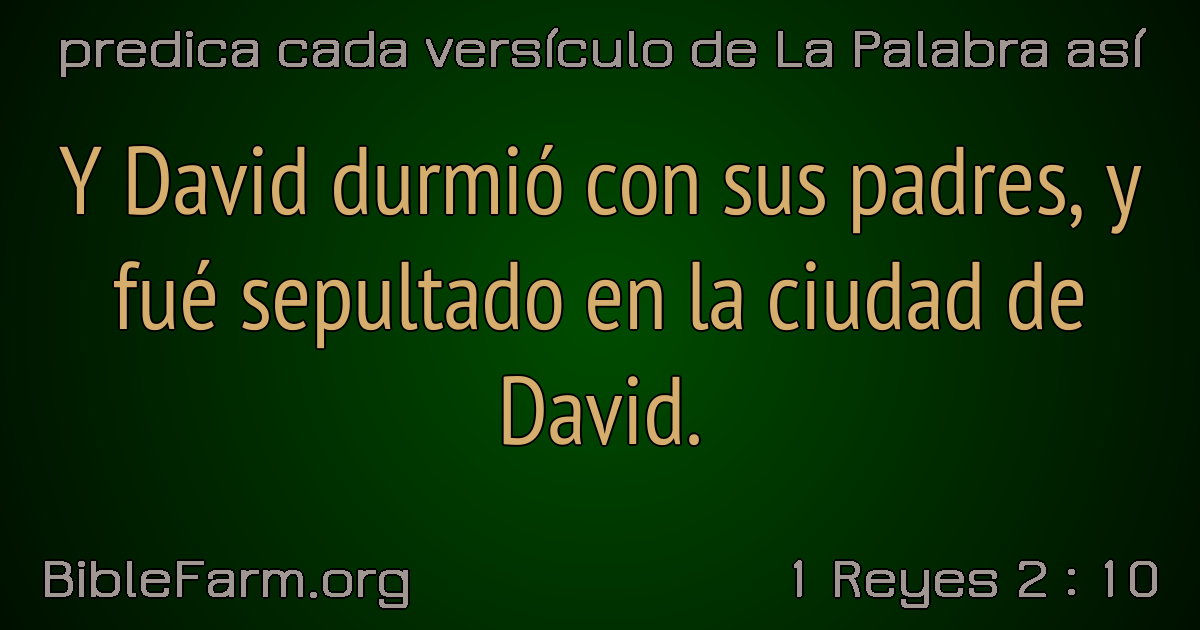 predica cada versículo de La Palabra así
Y David durmió con sus padres, y
fué sepultado en la ciudad de
David.
BibleFarm.org
1 Reyes 2 : 10